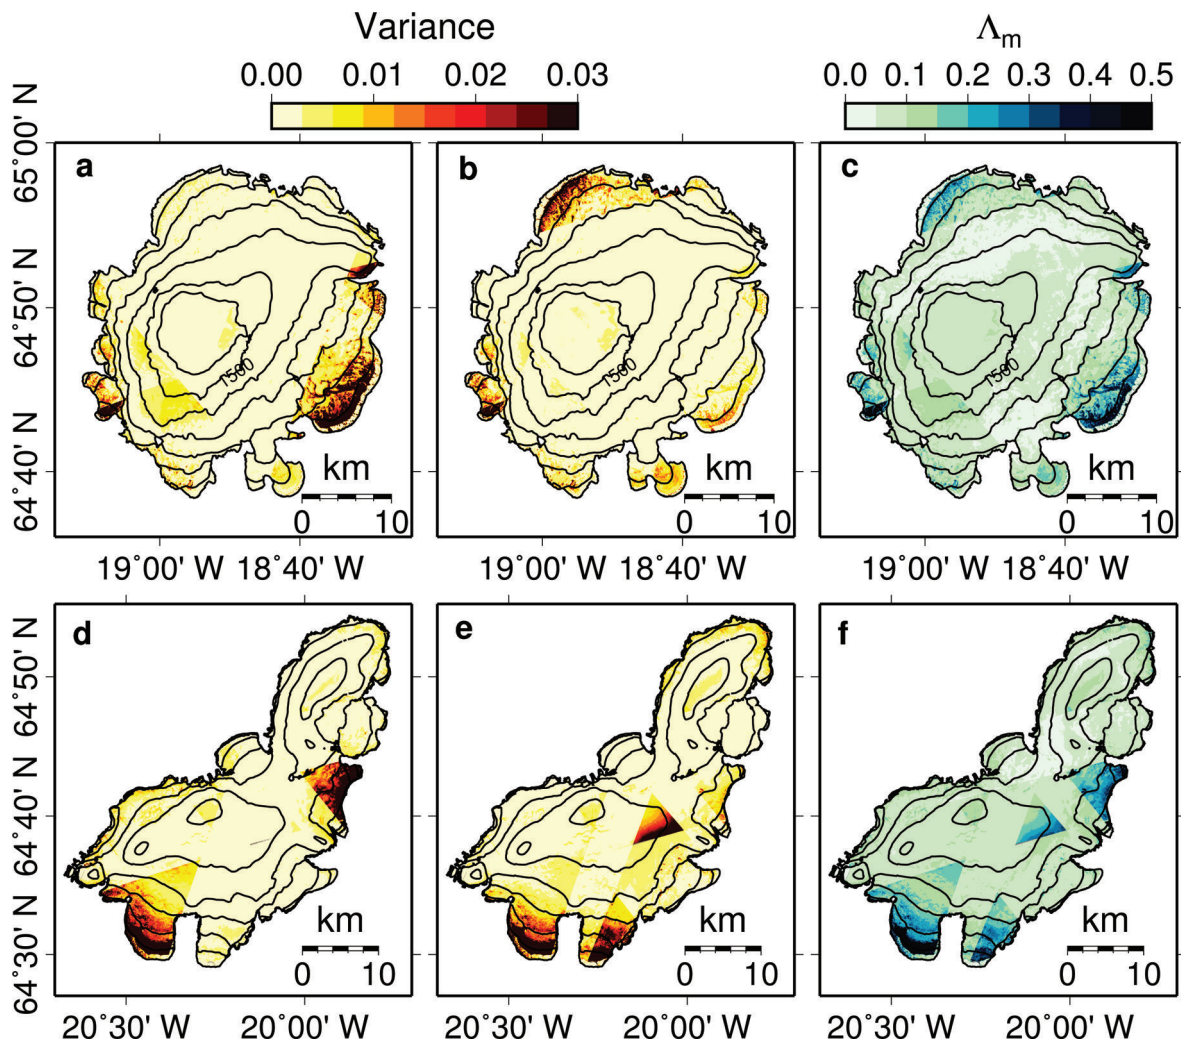 Variance
Λm
0.00 0.01 0.02 0.03
0.0 0.1 0.2 0.3 0.4 0.5
65˚00' N
64˚50' N
64˚40' N
a
1500
km
0 10
b
1500
km
0 10
c
1500
km
0 10
19˚00' W 18˚40' W
19˚00' W 18˚40' W
19˚00' W 18˚40' W
64˚50' N
64˚40' N
64˚30' N
d
km
0 10
e
km
0 10
f
km
0 10
20˚30' W 20˚00' W
20˚30' W 20˚00' W
20˚30' W 20˚00' W